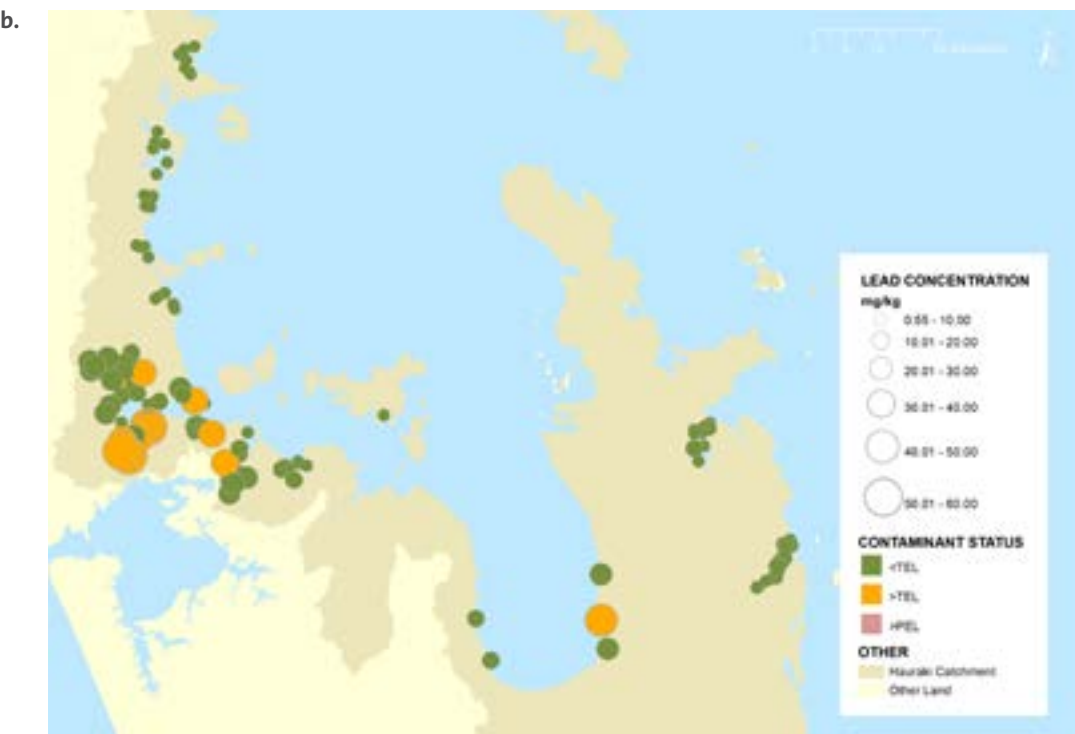 b.
LEAD CONCENTRATION
mg/kg
0.55 - 10.00
10.01 - 20.00
20.01 - 30.00
30.01 - 40.00
40.01 - 50.00
50.01 - 60.00
CONTAMINANT STATUS
<TEL
>TEL
>PEL
OTHER
Hauraki Catchment
Other Land